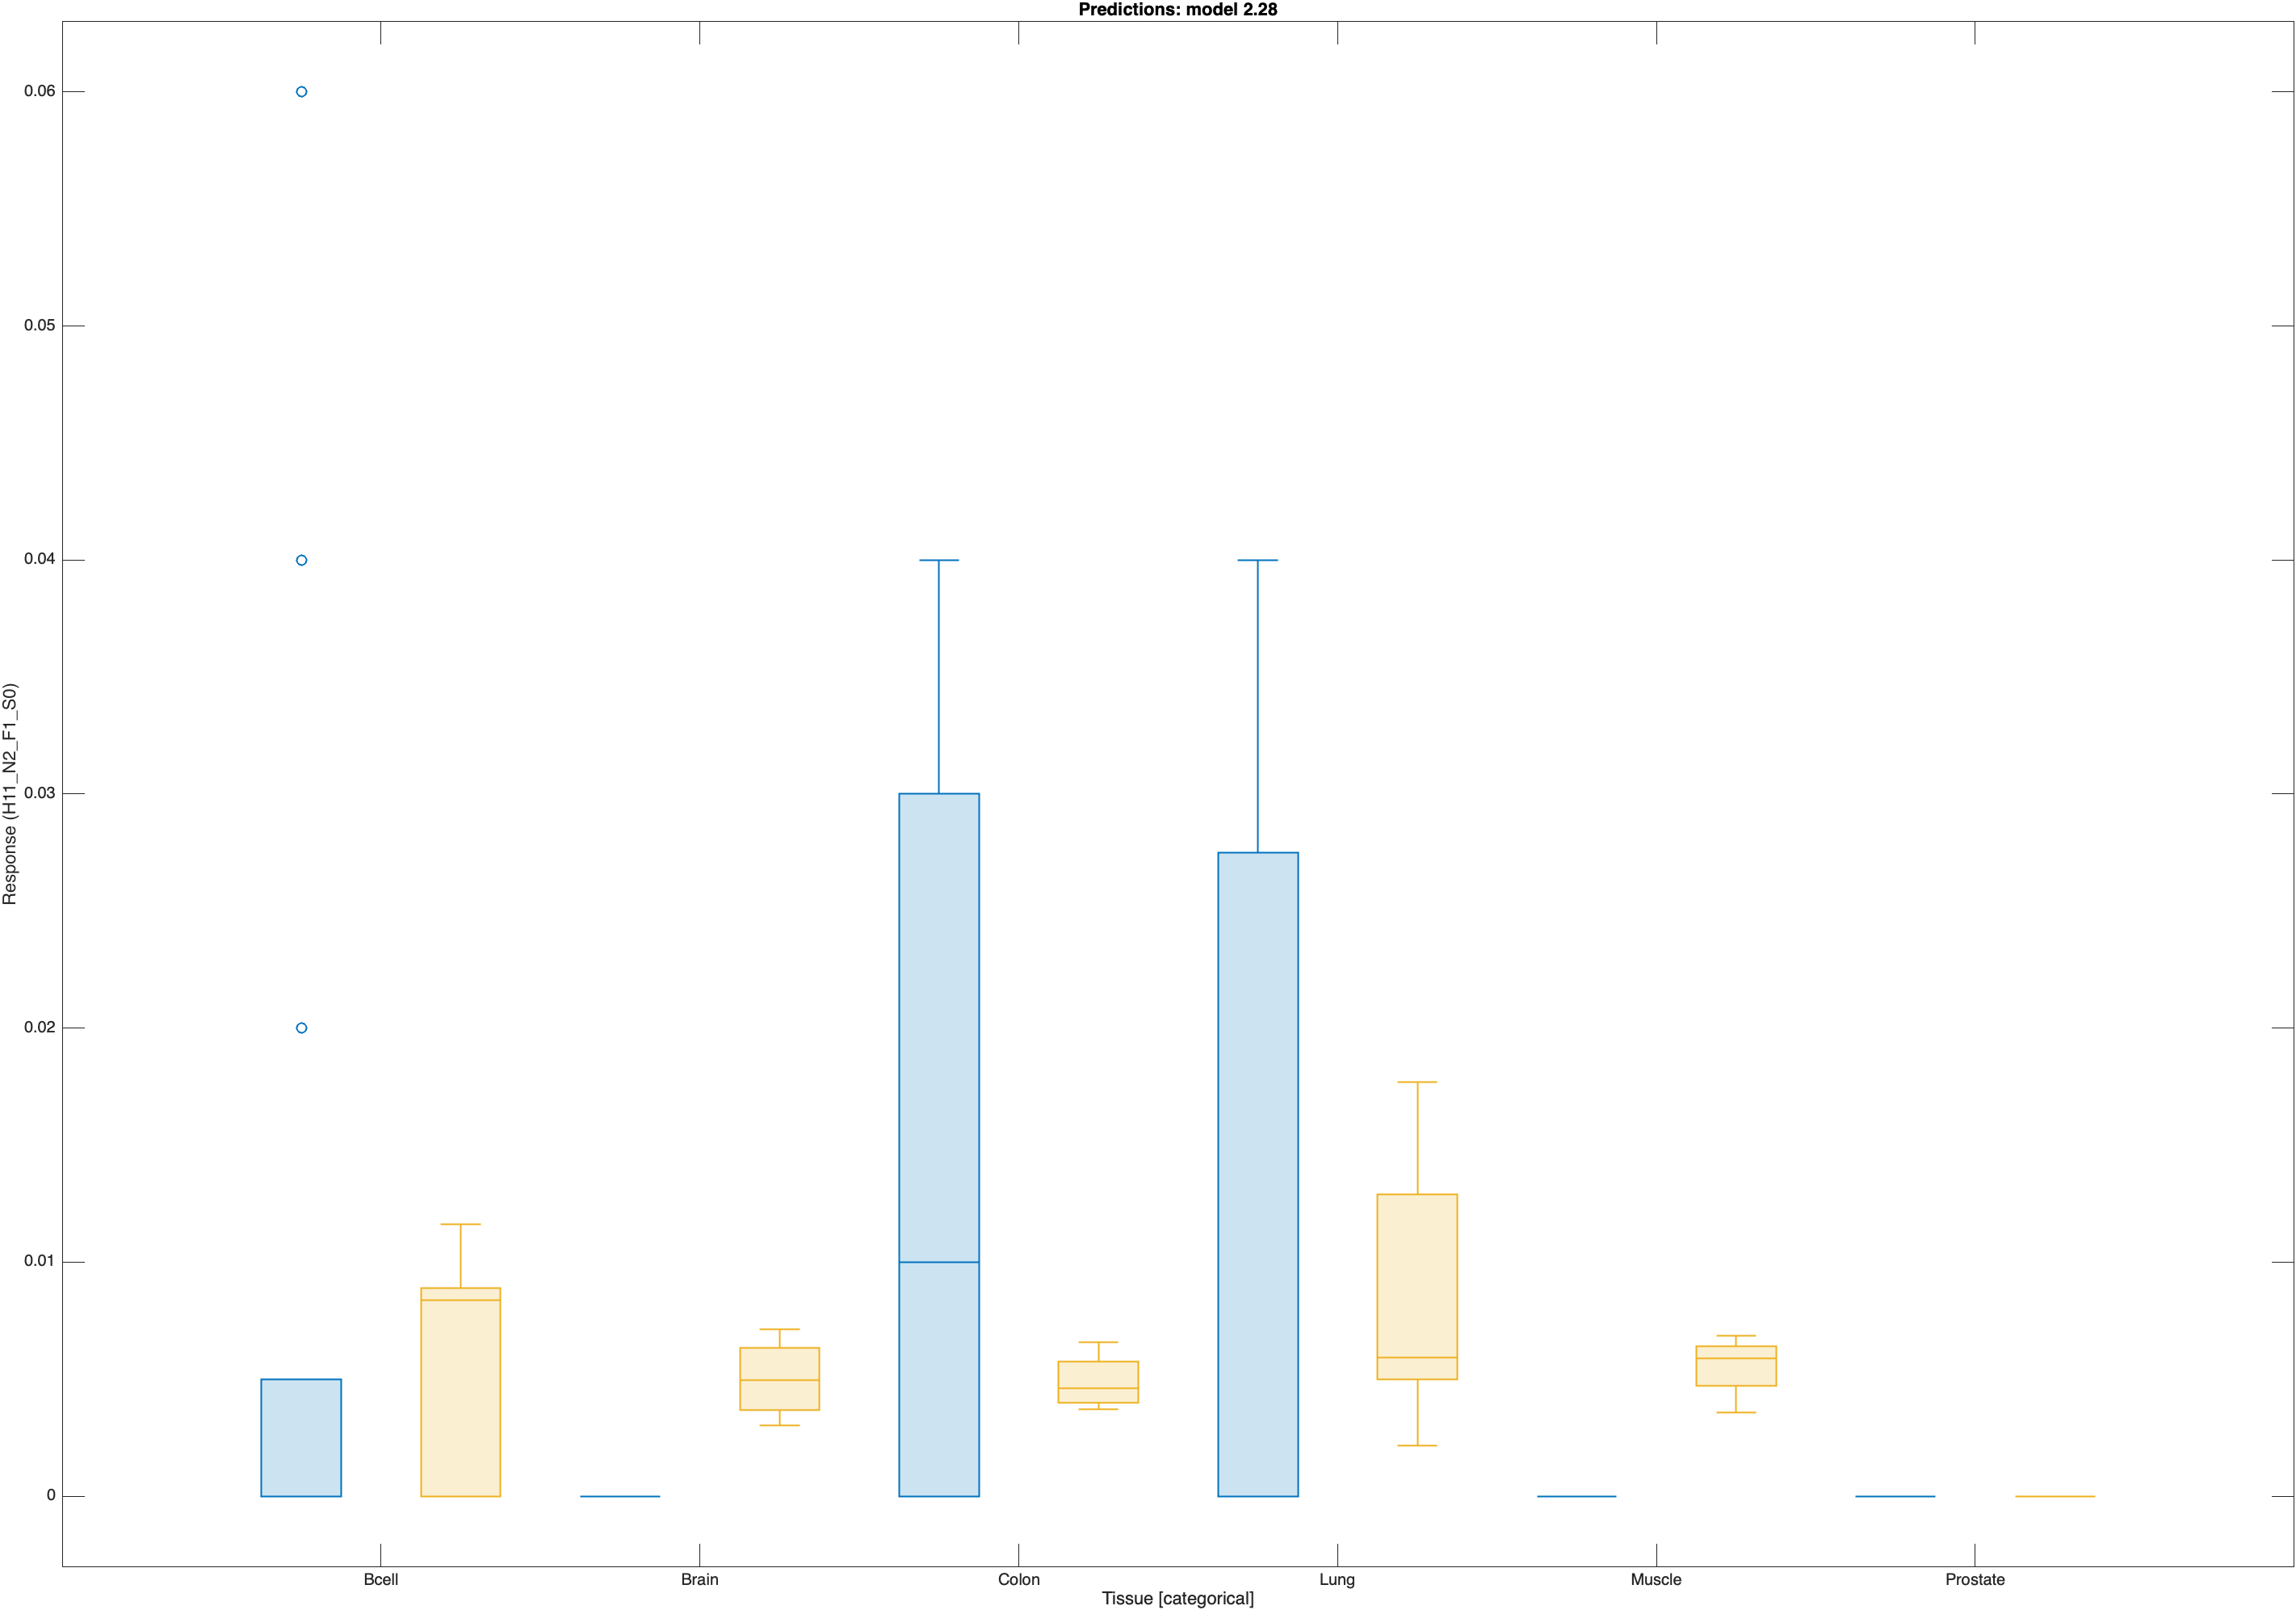 Predictions: model 2.28
0.06
0.05
0.04
0.03
0.02
0.01
0
Response (H11_N2_F1_S0)
Bcell Brain Colon Lung Muscle Prostate
Tissue [categorical]